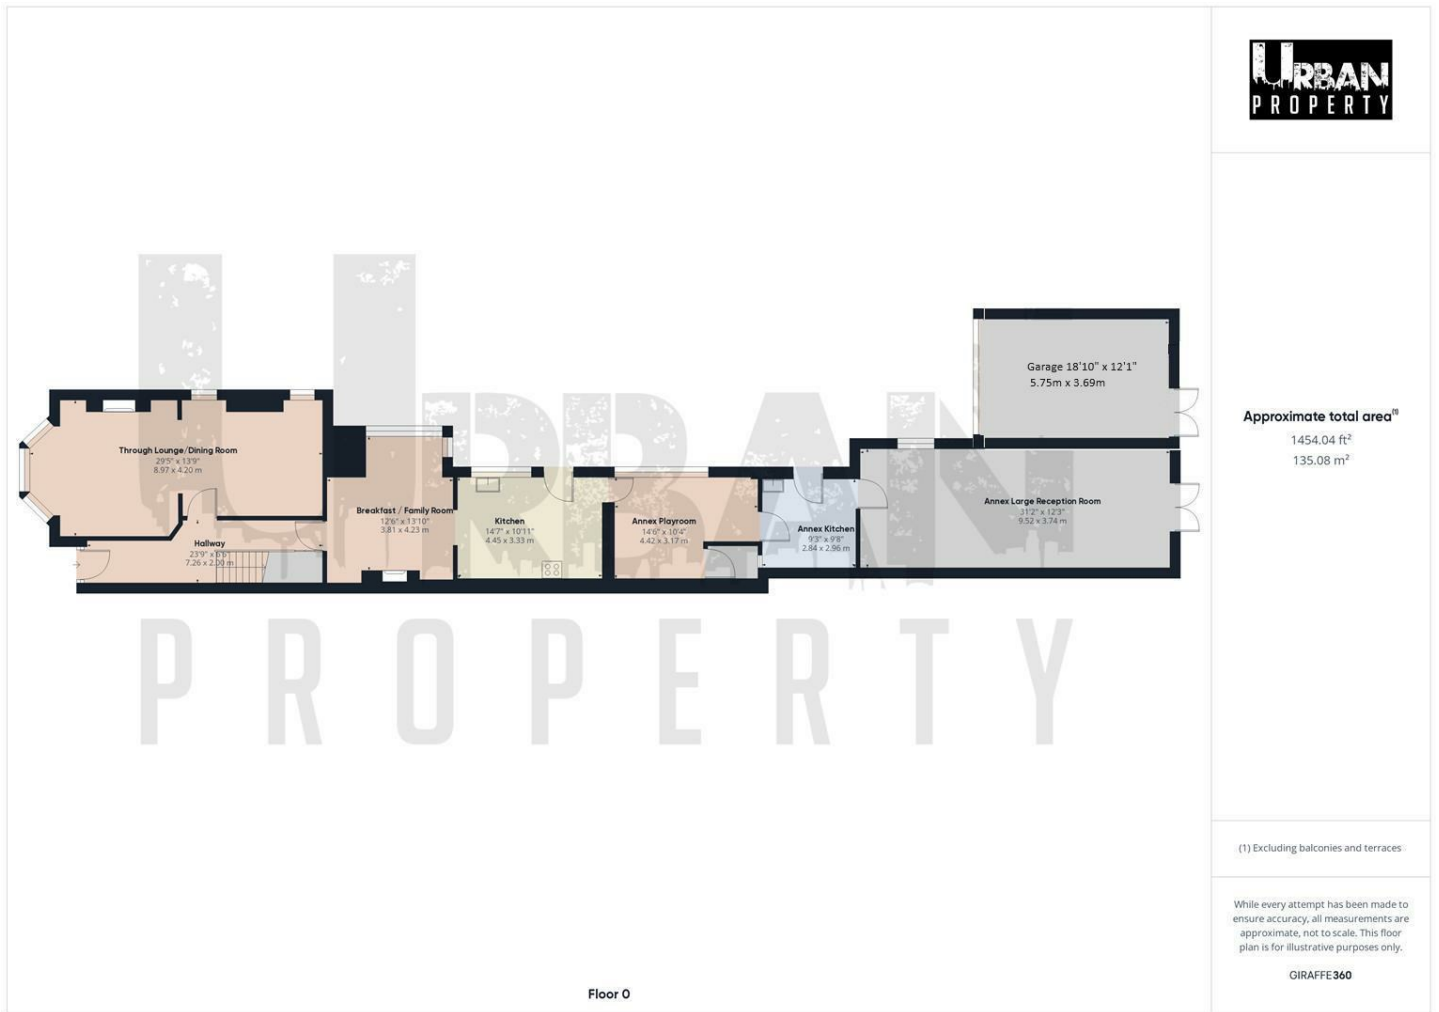 URBAN
PROPERTY
URBAN
PROPERTY
Garage 18'10" x 12'1"
5.75m x 3.69m
Through Lounge/Dining Room
29'5" x 13'9"
8.97 x 4.20 m
Breakfast / Family Room
12'6" x 13'10"
3.81 x 4.23 m
Kitchen
14'7" x 10'11"
4.45 x 3.33 m
Annex Playroom
14'6" x 10'4"
4.42 x 3.17 m
Annex Kitchen
9'3" x 9'8"
2.84 x 2.96 m
Annex Large Reception Room
31'2" x 12'3"
9.52 x 3.74 m
Hallway
23'9" x 6'6"
7.26 x 2.00 m
Floor 0
Approximate total area(1)
1454.04 ft²
135.08 m²
(1) Excluding balconies and terraces
While every attempt has been made to
ensure accuracy, all measurements are
approximate, not to scale. This floor
plan is for illustrative purposes only.
GIRAFFE360